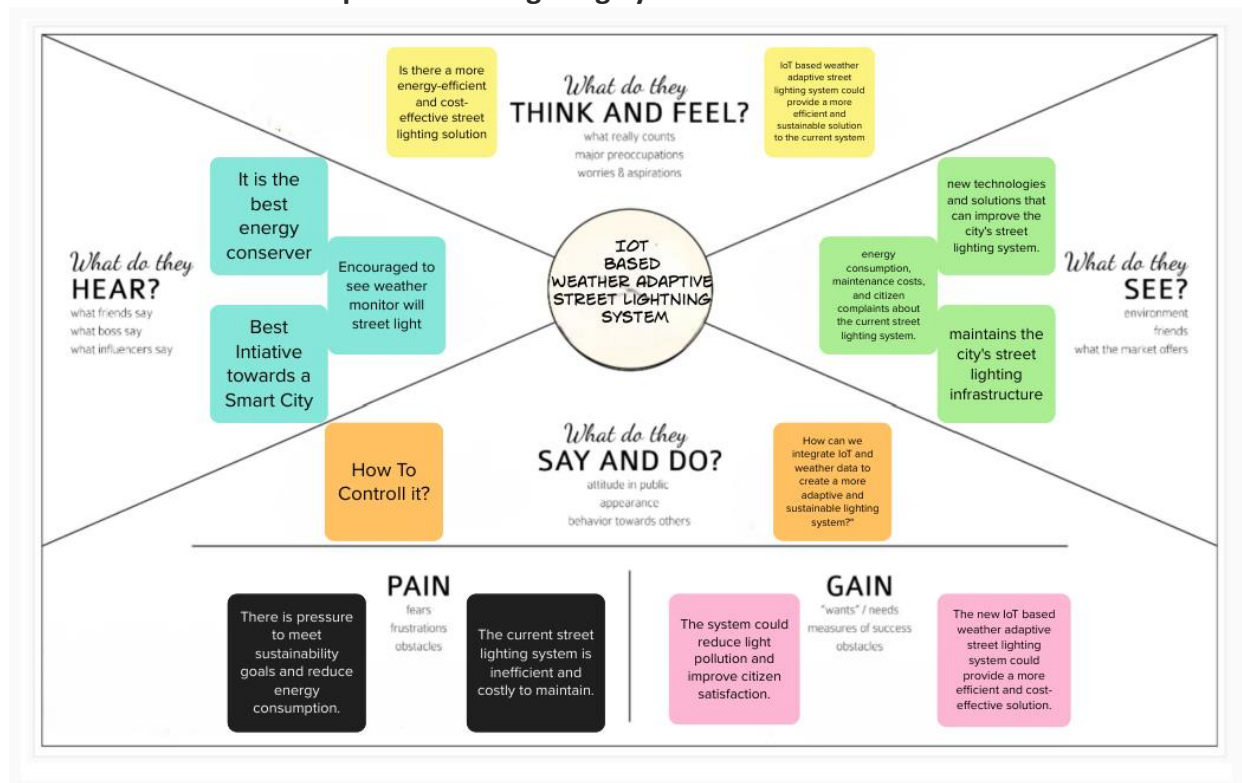 Is there a more
energy-efficient
and cost-
effective street
lighting solution
What do they
THINK AND FEEL?
what really counts
major preoccupations
worries & aspirations
IoT based weather
adaptive street
lighting system could
provide a more
efficient and
sustainable solution
to the current system
What do they
HEAR?
what friends say
what boss say
what influencers say
It is the
best
energy
conserver
Encouraged to
see weather
monitor will
street light
Best
Intiative
towards a
Smart City
IOT
BASED
WEATHER ADAPTIVE
STREET LIGHTNING
SYSTEM
new technologies
and solutions that
can improve the
city's street
lighting system.
energy
consumption,
maintenance costs,
and citizen
complaints about
the current street
lighting system.
maintains the
city's street
lighting
infrastructure
What do they
SEE?
environment
friends
what the market offers
How To
Controll it?
What do they
SAY AND DO?
attitude in public
appearance
behavior towards others
How can we
integrate IoT and
weather data to
create a more
adaptive and
sustainable lighting
system?"
PAIN
fears
frustrations
obstacles
There is pressure
to meet
sustainability
goals and reduce
energy
consumption.
The current street
lighting system is
inefficient and
costly to maintain.
GAIN
"wants" / needs
measures of success
obstacles
The system could
reduce light
pollution and
improve citizen
satisfaction.
The new IoT based
weather adaptive
street lighting
system could
provide a more
efficient and cost-
effective solution.